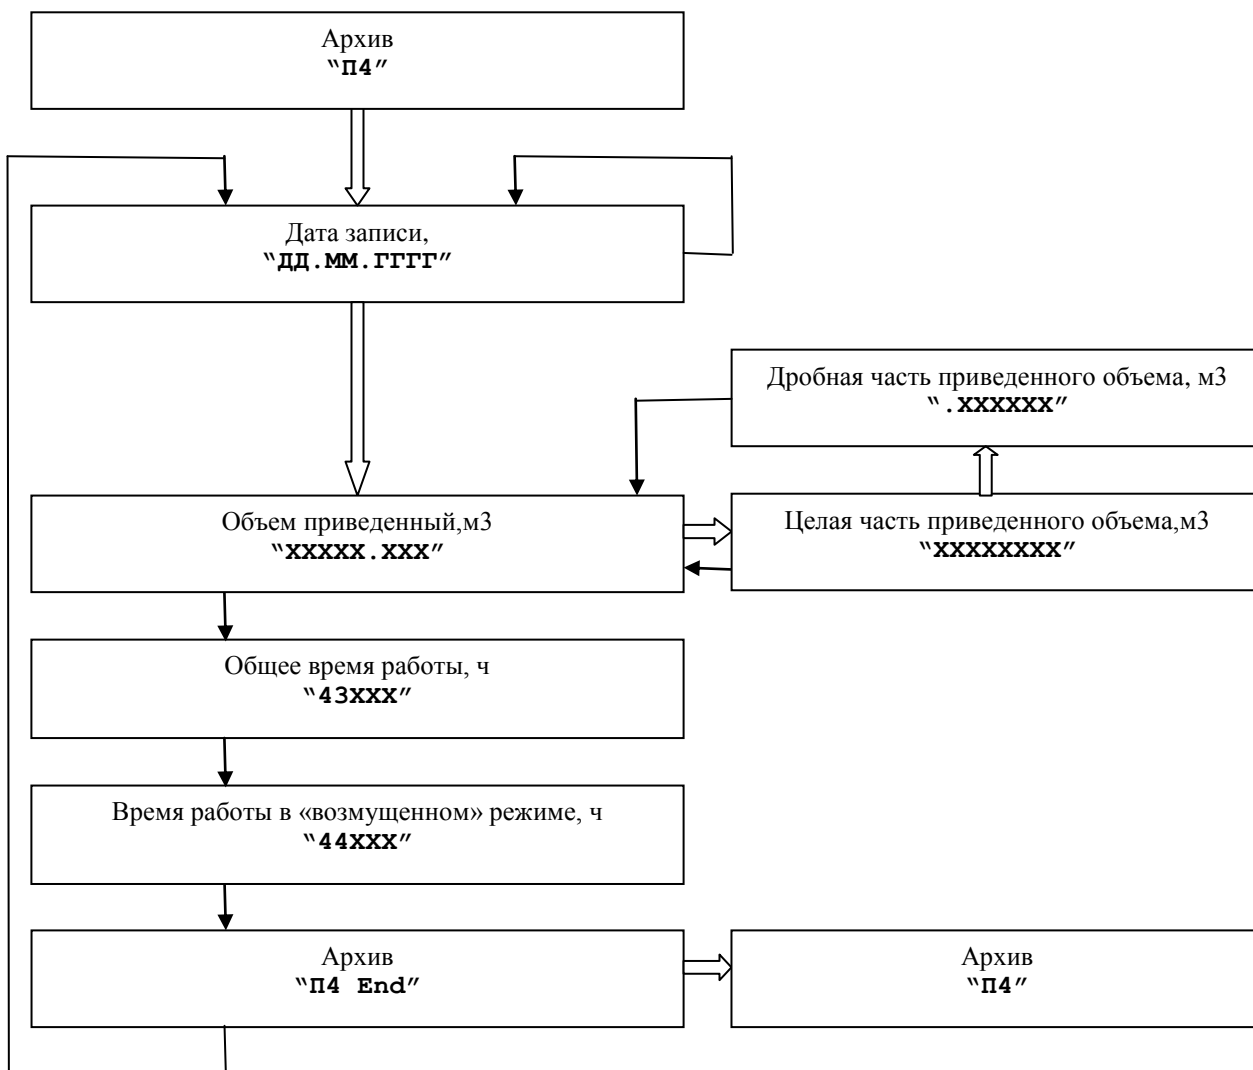 Архив
“П4”
Дата записи,
“ДД.ММ.ГГГГ”
Дробная часть приведенного объема, м3
“.XXXXXX”
Объем приведенный,м3
“XXXXX.XXX”
Целая часть приведенного объема,м3
“XXXXXXXX”
Общее время работы, ч
“43XXX”
Время работы в «возмущенном» режиме, ч
“44XXX”
Архив
“П4 End”
Архив
“П4”